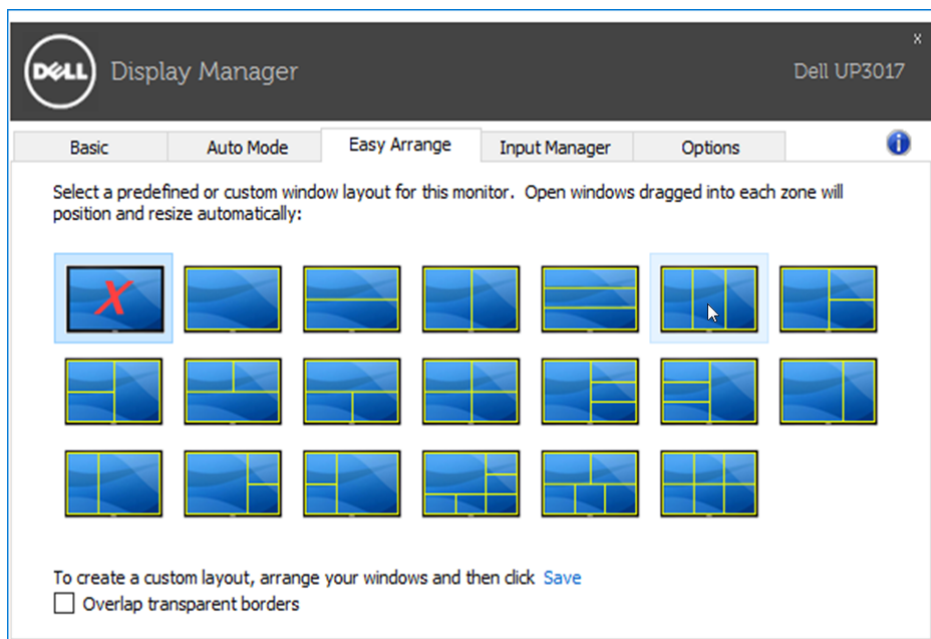 x
DELL Display Manager
Dell UP3017
Basic Auto Mode Easy Arrange Input Manager Options i
Select a predefined or custom window layout for this monitor. Open windows dragged into each zone will
position and resize automatically:
X
To create a custom layout, arrange your windows and then click Save
Overlap transparent borders